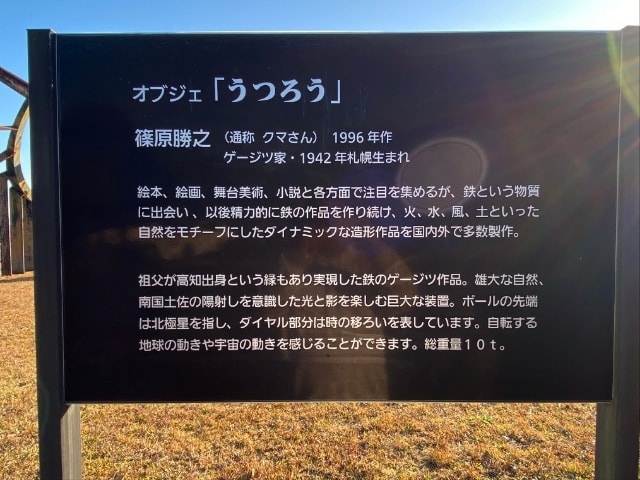 オブジェ「うつろう」
篠原勝之 （通称 クマさん） 1996年作
ゲージツ家・1942年札幌生まれ
絵本、絵画、舞台美術、小説と各方面で注目を集めるが、鉄という物質
に出会い、以後精力的に鉄の作品を作り続け、火、水、風、土といった
自然をモチーフにしたダイナミックな造形作品を国内外で多数製作。
祖父が高知出身という縁もあり実現した鉄のゲージツ作品。雄大な自然、
南国土佐の陽射しを意識した光と影を楽しむ巨大な装置。ポールの先端
は北極星を指し、ダイヤル部分は時の移ろいを表しています。自転する
地球の動きや宇宙の動きを感じることができます。総重量１０ｔ。